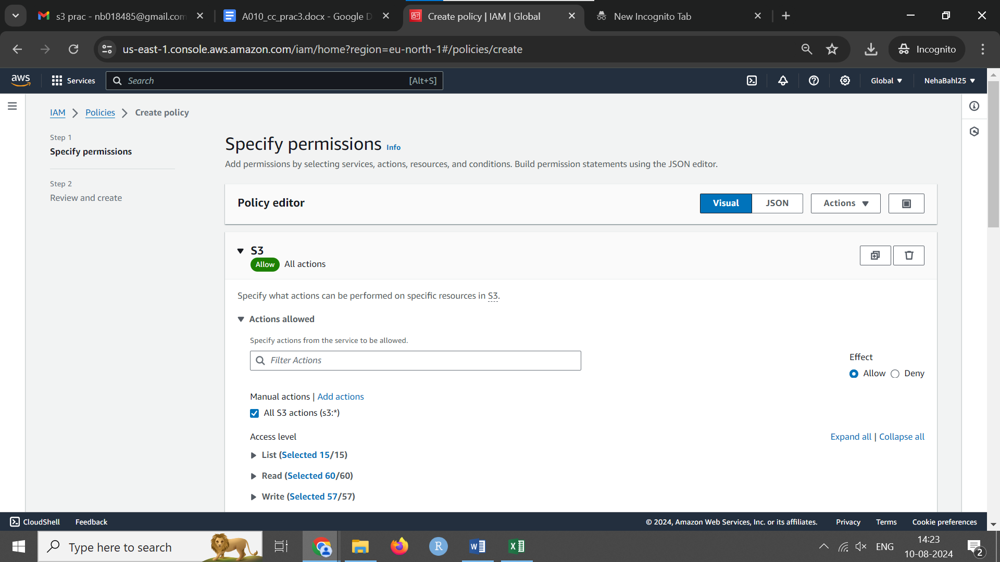 s3 prac - nb018485@gmail.com
A010_cc_prac3.docx - Google D
Create policy | IAM | Global
New Incognito Tab
us-east-1.console.aws.amazon.com/iam/home?region=eu-north-1#/policies/create
Incognito
aws
Services
Search
[Alt+S]
Global
NehaBahl25
IAM
Policies
Create policy
Step 1
Specify permissions
Step 2
Review and create
Specify permissions Info
Add permissions by selecting services, actions, resources, and conditions. Build permission statements using the JSON editor.
Policy editor
Visual
JSON
Actions
S3
Allow All actions
Specify what actions can be performed on specific resources in S3.
Actions allowed
Specify actions from the service to be allowed.
Filter Actions
Effect
Allow
Deny
Manual actions | Add actions
All S3 actions (s3:*)
Access level
Expand all | Collapse all
List (Selected 15/15)
Read (Selected 60/60)
Write (Selected 57/57)
CloudShell
Feedback
© 2024, Amazon Web Services, Inc. or its affiliates.
Privacy
Terms
Cookie preferences
Type here to search
R
W
X
ENG
14:23
10-08-2024
2